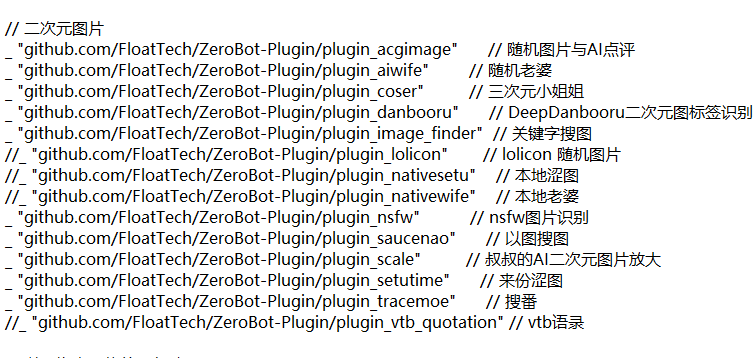 // 二次元图片
_ "github.com/FloatTech/ZeroBot-Plugin/plugin_acgimage" // 随机图片与AI点评
_ "github.com/FloatTech/ZeroBot-Plugin/plugin_aiwife" // 随机老婆
_ "github.com/FloatTech/ZeroBot-Plugin/plugin_coser" // 三次元小姐姐
_ "github.com/FloatTech/ZeroBot-Plugin/plugin_danbooru" // DeepDanbooru二次元图标签识别
_ "github.com/FloatTech/ZeroBot-Plugin/plugin_image_finder" // 关键字搜图
//_ "github.com/FloatTech/ZeroBot-Plugin/plugin_lolicon" // lolicon 随机图片
//_ "github.com/FloatTech/ZeroBot-Plugin/plugin_nativesetu" // 本地涩图
//_ "github.com/FloatTech/ZeroBot-Plugin/plugin_nativewife" // 本地老婆
_ "github.com/FloatTech/ZeroBot-Plugin/plugin_nsfw" // nsfw图片识别
_ "github.com/FloatTech/ZeroBot-Plugin/plugin_saucenao" // 以图搜图
_ "github.com/FloatTech/ZeroBot-Plugin/plugin_scale" // 叔叔的AI二次元图片放大
_ "github.com/FloatTech/ZeroBot-Plugin/plugin_setutime" // 来份涩图
_ "github.com/FloatTech/ZeroBot-Plugin/plugin_tracemoe" // 搜番
//_ "github.com/FloatTech/ZeroBot-Plugin/plugin_vtb_quotation" // vtb语录